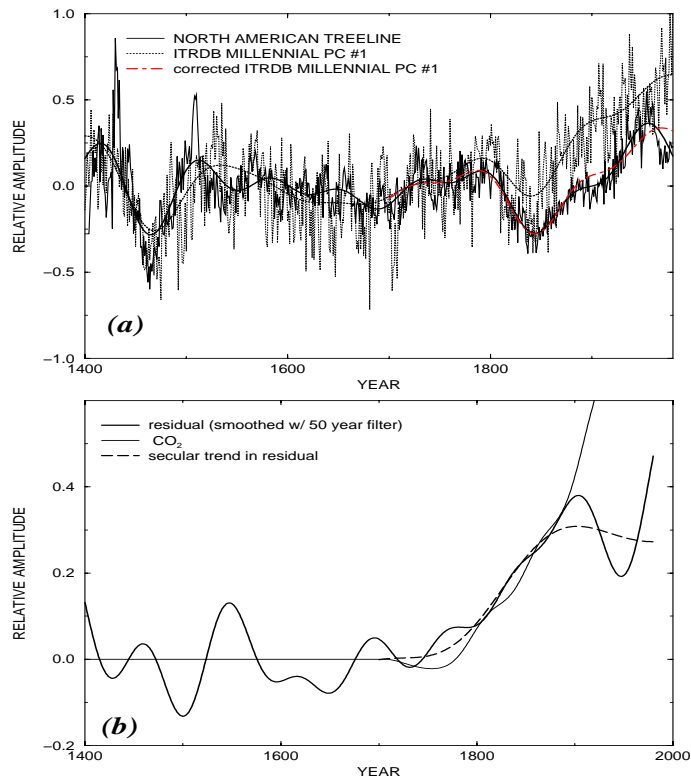 1.0
NORTH AMERICAN TREELINE
ITRDB MILLENNIAL PC #1
corrected ITRDB MILLENNIAL PC #1
0.5
0.0
−0.5
−1.0
RELATIVE AMPLITUDE
(a)
1400
1600
1800
YEAR
residual (smoothed w/ 50 year filter)
CO₂
secular trend in residual
0.4
0.2
0.0
−0.2
RELATIVE AMPLITUDE
(b)
1400
1600
1800
2000
YEAR